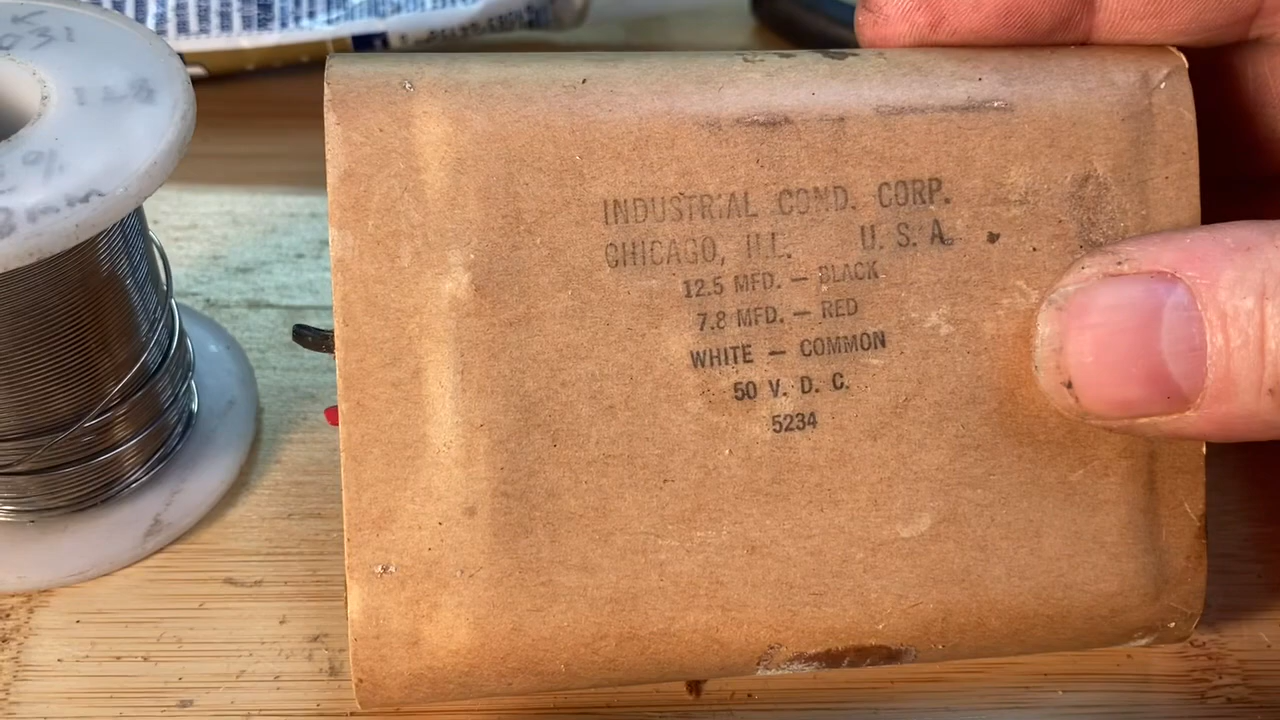 INDUSTRIAL COND. CORP.
CHICAGO, ILL. U. S. A.
12.5 MFD. — BLACK
7.8 MFD. — RED
WHITE — COMMON
50 V. D. C.
5234